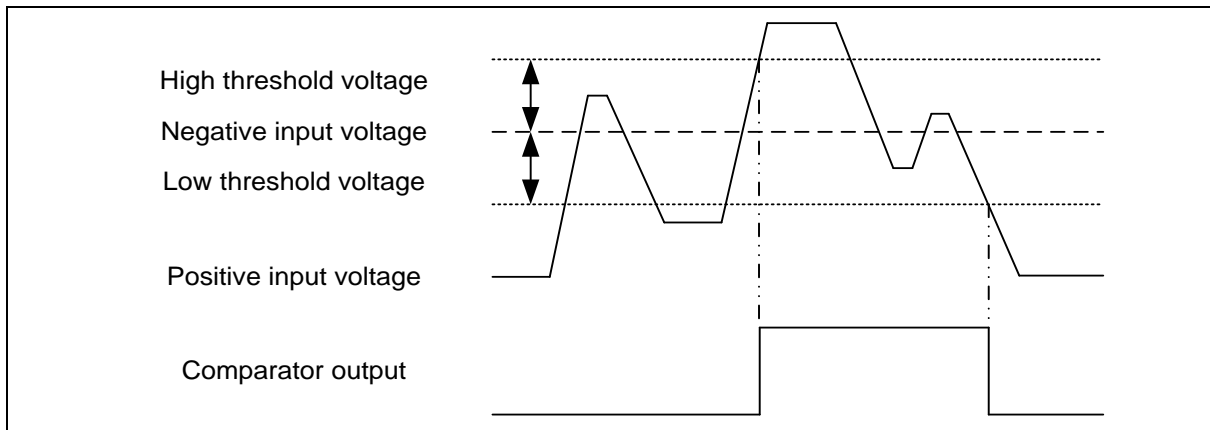 High threshold voltage
Negative input voltage
Low threshold voltage
Positive input voltage
Comparator output